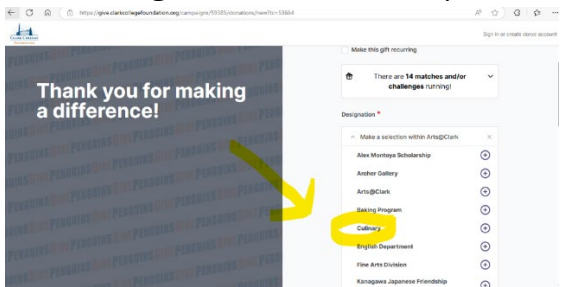 https://give.clarkcollegefoundation.org/campaigns/59385/donations/new?tc=53664
CLARK COLLEGE
Sign in or create donor account
Make this gift recurring
There are 14 matches and/or
challenges running!
Thank you for making
a difference!
Designation *
Make a selection within Arts@Clark
Alex Montoya Scholarship
Archer Gallery
Arts@Clark
Baking Program
Culinary
English Department
Fine Arts Division
Kanagawa Japanese Friendship